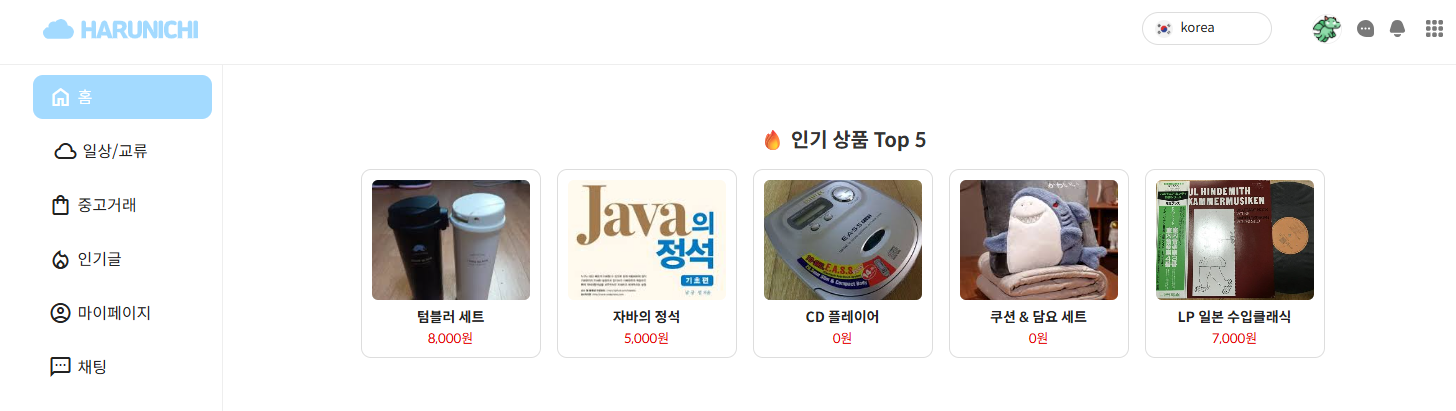 HARUNICHI
korea
홈
일상/교류
중고거래
인기글
마이페이지
채팅
인기 상품 Top 5
Java의
정석
기초편
텀블러 세트
8,000원
자바의 정석
5,000원
CD 플레이어
0원
쿠션 & 담요 세트
0원
UL HINDEMITH
KAMMERMUSIKEN
LP 일본 수입클래식
7,000원